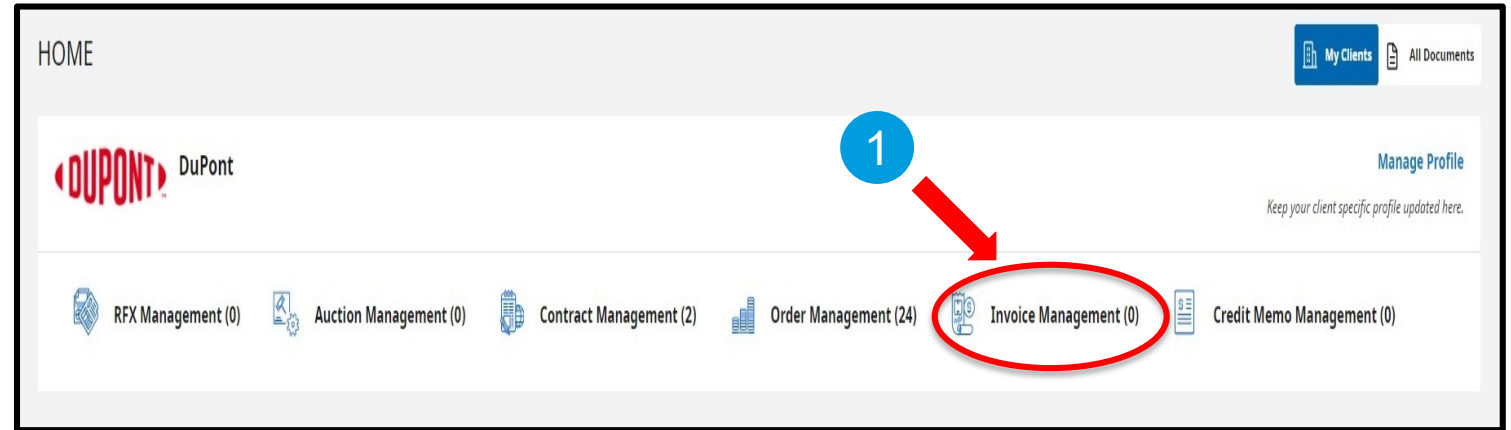 HOME
My Clients
All Documents
DUPONT™
DuPont
1
Manage Profile
Keep your client specific profile updated here.
RFX Management (0)
Auction Management (0)
Contract Management (2)
Order Management (24)
Invoice Management (0)
Credit Memo Management (0)